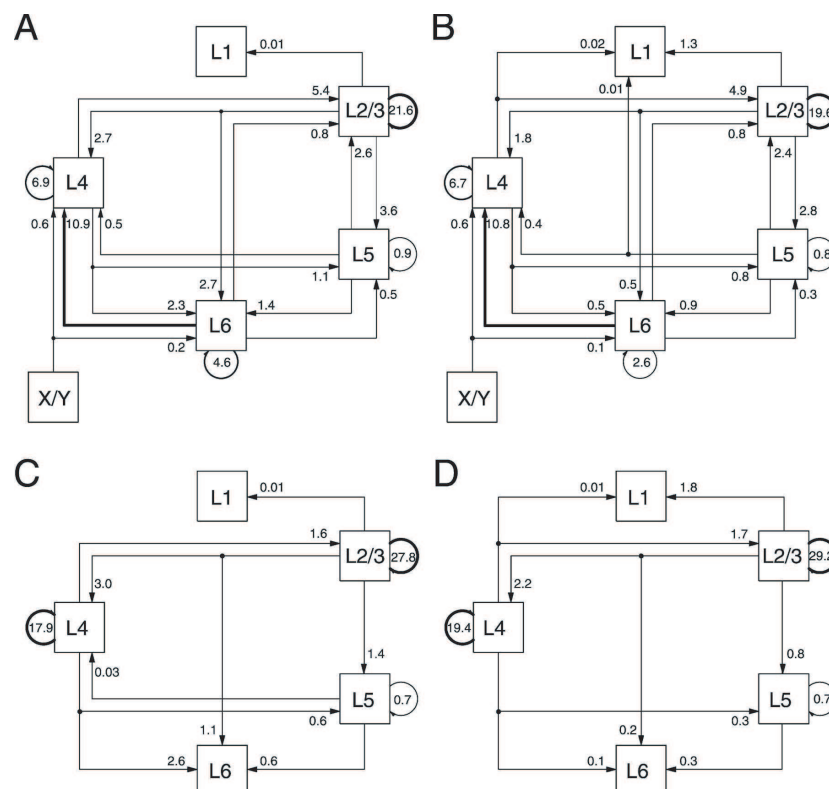 A
L1
0.01
5.4
L2/3
21.6
2.7
0.8
2.6
6.9
L4
0.6
10.9
0.5
3.6
L5
0.9
1.1
2.7
2.3
1.4
0.5
L6
0.2
4.6
X/Y
B
0.02
L1
1.3
0.01
4.9
L2/3
19.6
1.8
0.8
2.4
6.7
L4
0.6
10.8
0.4
2.8
L5
0.8
0.8
0.5
0.5
0.9
0.3
L6
0.1
2.6
X/Y
C
L1
0.01
1.6
L2/3
27.8
3.0
17.9
L4
0.03
1.4
L5
0.7
0.6
1.1
2.6
L6
0.6
D
0.01
L1
1.8
1.7
L2/3
29.2
2.2
19.4
L4
0.8
L5
0.7
0.3
0.2
0.1
L6
0.3